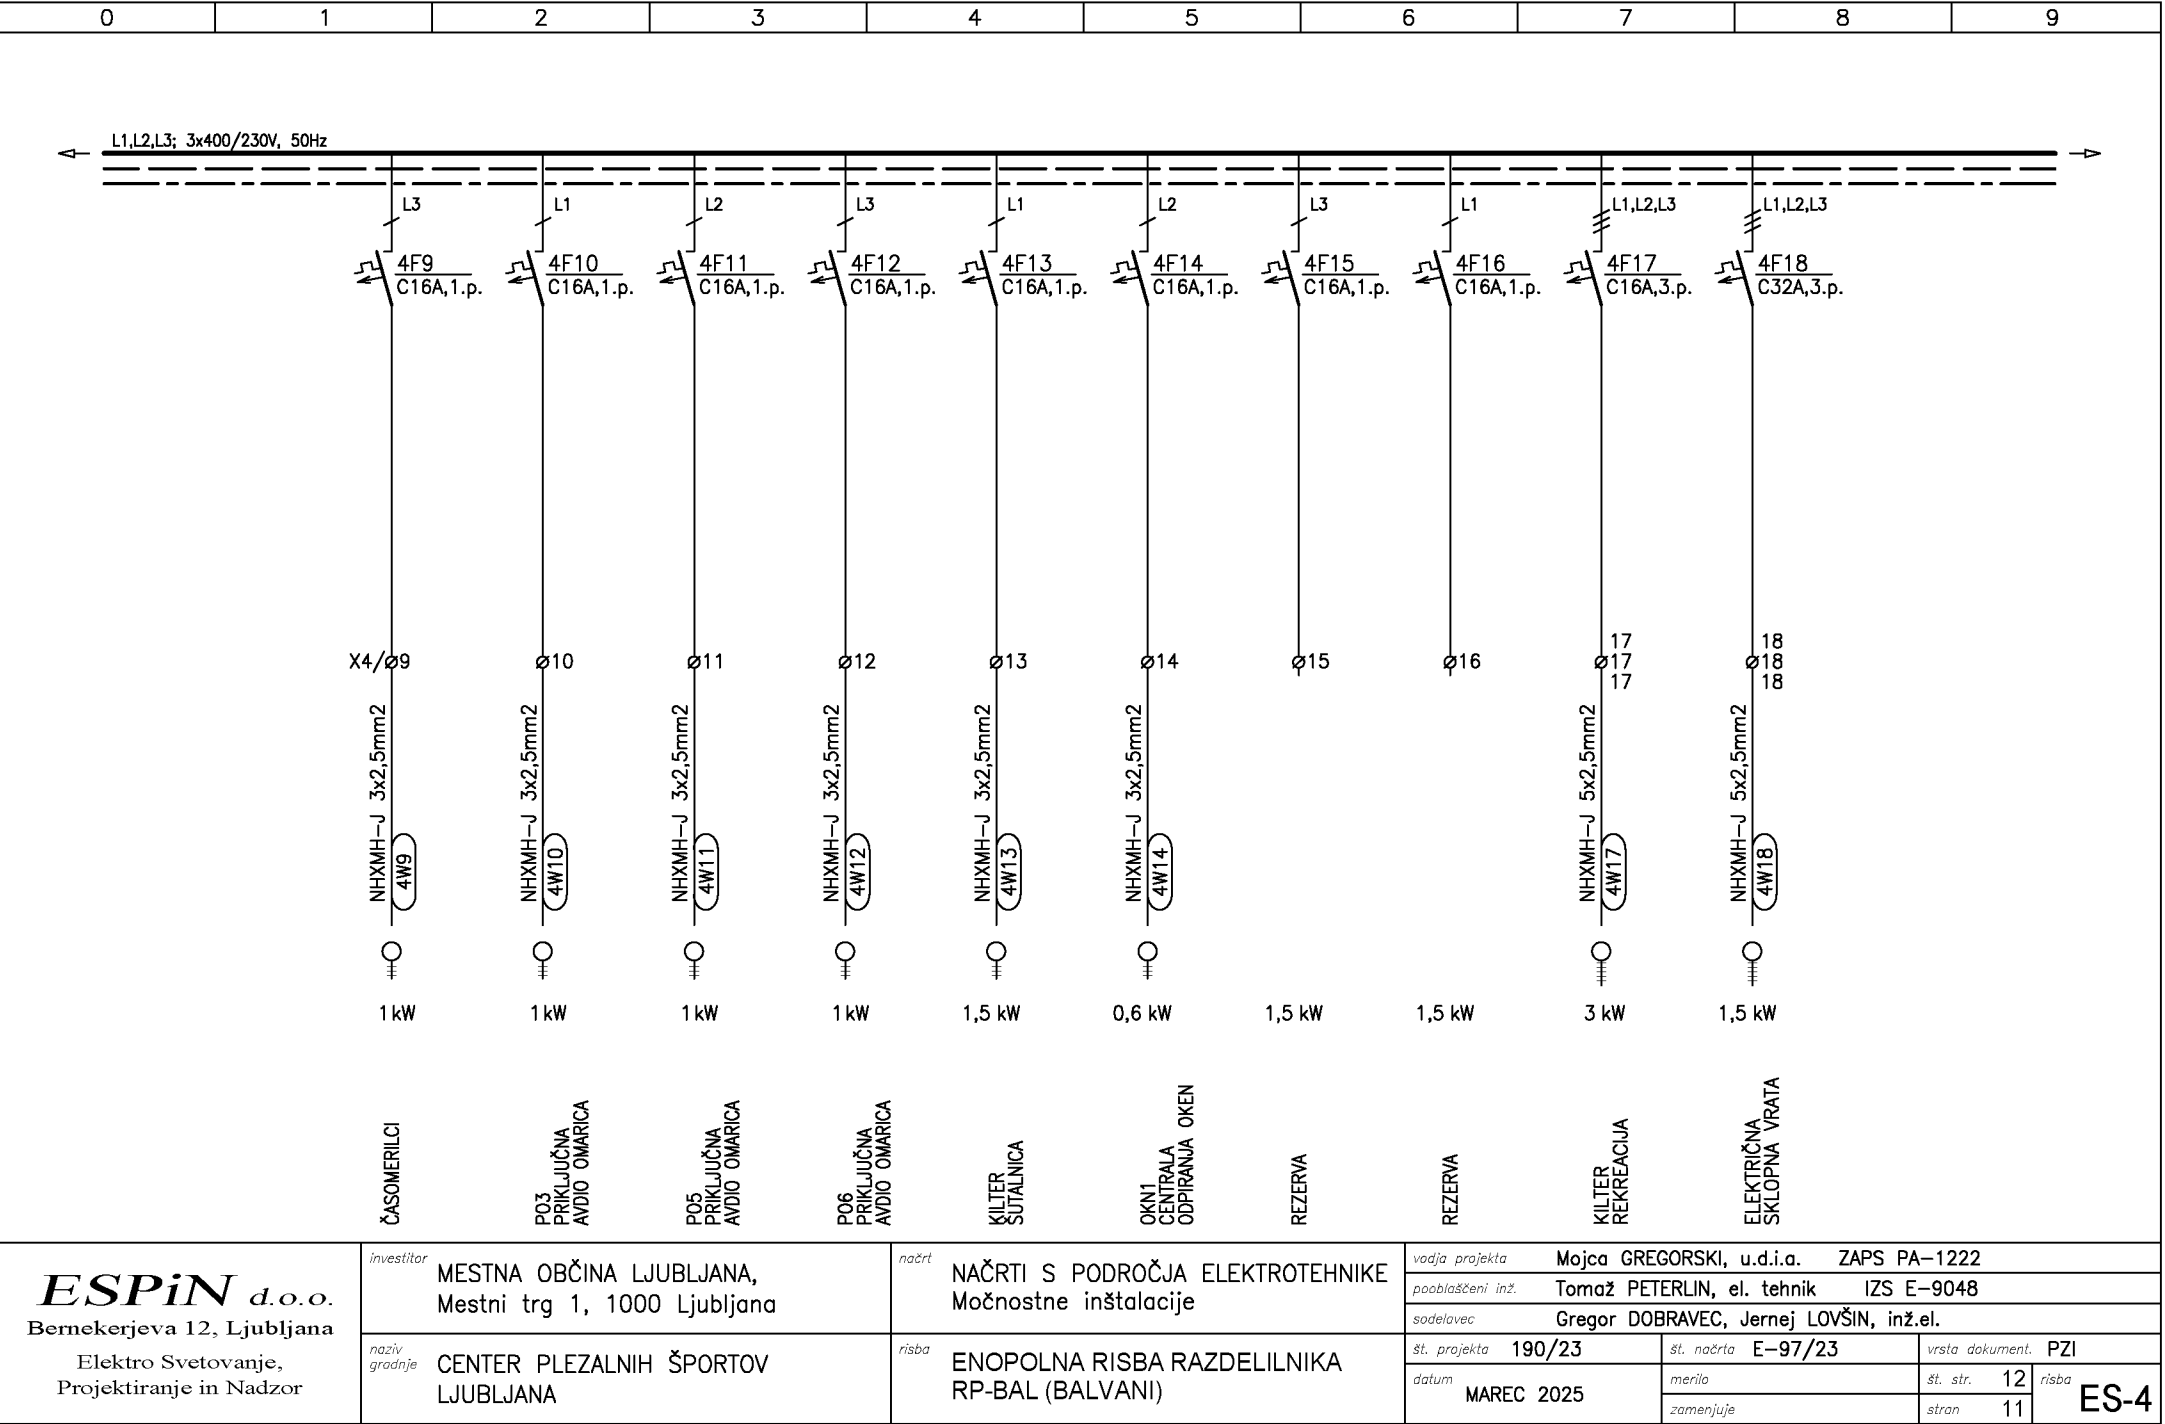 0 1 2 3 4 5 6 7 8 9
L1,L2,L3; 3x400/230V, 50Hz
L3 L1 L2 L3 L1 L2 L3 L1 L1,L2,L3 L1,L2,L3
4F9 4F10 4F11 4F12 4F13 4F14 4F15 4F16 4F17 4F18
C16A,1.p. C16A,1.p. C16A,1.p. C16A,1.p. C16A,1.p. C16A,1.p. C16A,1.p. C16A,1.p. C16A,3.p. C32A,3.p.
17 18
X4/9 10 11 12 13 14 15 16 17 18
17 18
NHXMH-J 3x2,5mm2
4W9
NHXMH-J 3x2,5mm2
4W10
NHXMH-J 3x2,5mm2
4W11
NHXMH-J 3x2,5mm2
4W12
NHXMH-J 3x2,5mm2
4W13
NHXMH-J 3x2,5mm2
4W14
NHXMH-J 5x2,5mm2
4W17
NHXMH-J 5x2,5mm2
4W18
1 kW 1 kW 1 kW 1 kW 1,5 kW 0,6 kW 1,5 kW 1,5 kW 3 kW 1,5 kW
ČASOMERILCI
PO3
PRIKLJUČNA
AVDIO OMARICA
PO5
PRIKLJUČNA
AVDIO OMARICA
PO6
PRIKLJUČNA
AVDIO OMARICA
KILTER
ŠUTALNICA
OKN1
CENTRALA
ODPIRANJA OKEN
REZERVA
REZERVA
KILTER
REKREACIJA
ELEKTRIČNA
SKLOPNA VRATA
ESPiN d.o.o.
Bernekerjeva 12, Ljubljana
Elektro Svetovanje,
Projektiranje in Nadzor
investitor
MESTNA OBČINA LJUBLJANA,
Mestni trg 1, 1000 Ljubljana
naziv
gradnje
CENTER PLEZALNIH ŠPORTOV
LJUBLJANA
načrt
NAČRTI S PODROČJA ELEKTROTEHNIKE
Močnostne inštalacije
risba
ENOPOLNA RISBA RAZDELILNIKA
RP-BAL (BALVANI)
vodja projekta Mojca GREGORSKI, u.d.i.a. ZAPS PA-1222
pooblaščeni inž. Tomaž PETERLIN, el. tehnik IZS E-9048
sodelavec Gregor DOBRAVEC, Jernej LOVŠIN, inž.el.
št. projekta 190/23 št. načrta E-97/23 vrsta dokument. PZI
datum MAREC 2025 merilo št. str. 12 risba ES-4
zamenjuje stran 11